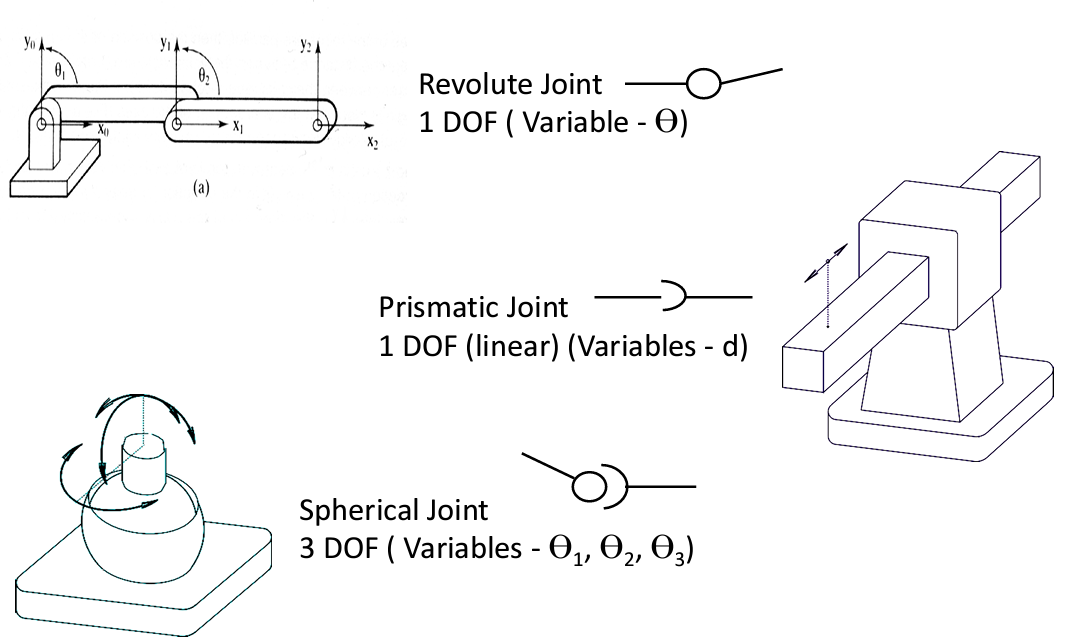 y₀ y₁ y₂
θ₁ θ₂
x₀ x₁ x₂
(a)
Revolute Joint
1 DOF ( Variable - ϴ)
Prismatic Joint
1 DOF (linear) (Variables - d)
Spherical Joint
3 DOF ( Variables - ϴ₁, ϴ₂, ϴ₃)